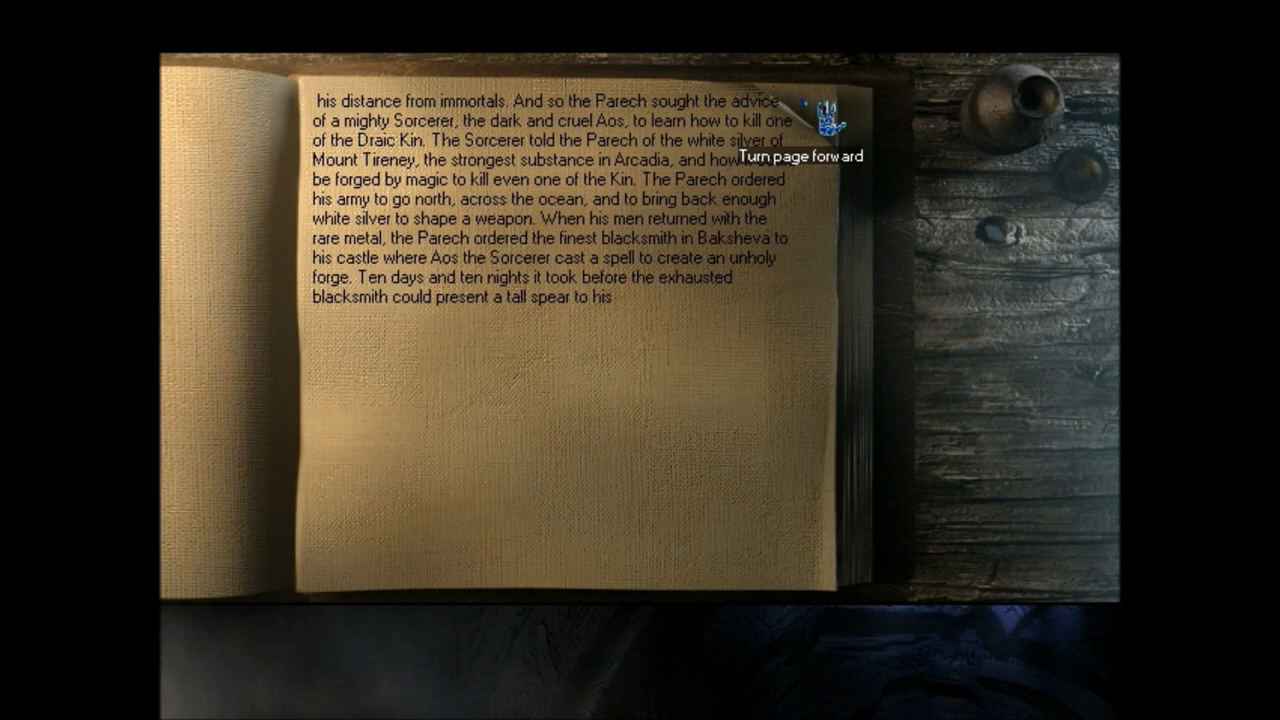 his distance from immortals. And so the Parech sought the advice
of a mighty Sorcerer, the dark and cruel Aos, to learn how to kill one
of the Draic Kin. The Sorcerer told the Parech of the white silver of
Mount Tireney, the strongest substance in Arcadia, and how
Turn page forward
be forged by magic to kill even one of the Kin. The Parech ordered
his army to go north, across the ocean, and to bring back enough
white silver to shape a weapon. When his men returned with the
rare metal, the Parech ordered the finest blacksmith in Baksheva to
his castle where Aos the Sorcerer cast a spell to create an unholy
forge. Ten days and ten nights it took before the exhausted
blacksmith could present a tall spear to his